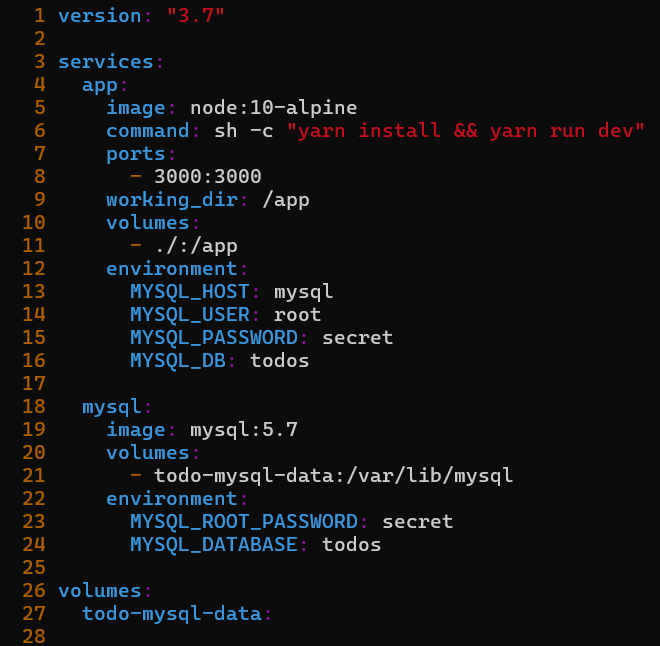 1 version: "3.7"
2
3 services:
4   app:
5     image: node:10-alpine
6     command: sh -c "yarn install && yarn run dev"
7     ports:
8       - 3000:3000
9     working_dir: /app
10     volumes:
11       - ./:/app
12     environment:
13       MYSQL_HOST: mysql
14       MYSQL_USER: root
15       MYSQL_PASSWORD: secret
16       MYSQL_DB: todos
17
18   mysql:
19     image: mysql:5.7
20     volumes:
21       - todo-mysql-data:/var/lib/mysql
22     environment:
23       MYSQL_ROOT_PASSWORD: secret
24       MYSQL_DATABASE: todos
25
26 volumes:
27   todo-mysql-data:
28